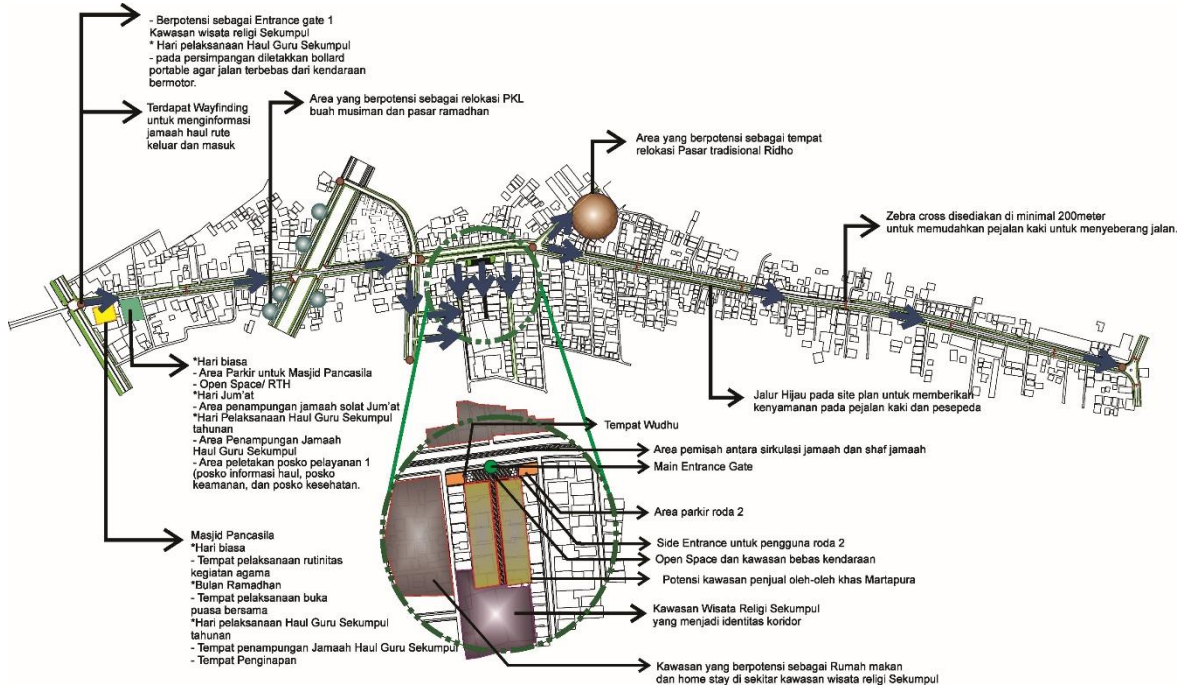 - Berpotensi sebagai Entrance gate 1
Kawasan wisata religi Sekumpul
* Hari pelaksanaan Haul Guru Sekumpul
- pada persimpangan diletakkan bollard
portable agar jalan terbebas dari kendaraan
bermotor.
Terdapat Wayfinding
untuk menginformasi
jamaah haul rute
keluar dan masuk
Area yang berpotensi sebagai relokasi PKL
buah musiman dan pasar ramadhan
Area yang berpotensi sebagai tempat
relokasi Pasar tradisional Ridho
Zebra cross disediakan di minimal 200meter
untuk memudahkan pejalan kaki untuk menyeberang jalan.
*Hari biasa
- Area Parkir untuk Masjid Pancasila
- Open Space/ RTH
*Hari Jum'at
- Area penampungan jamaah solat Jum'at
*Hari Pelaksanaan Haul Guru Sekumpul
tahunan
- Area Penampungan Jamaah
Haul Guru Sekumpul
- Area peletakan posko pelayanan 1
(posko informasi haul, posko
keamanan, dan posko kesehatan.
Jalur Hijau pada site plan untuk memberikan
kenyamanan pada pejalan kaki dan pesepeda
Tempat Wudhu
Area pemisah antara sirkulasi jamaah dan shaf jamaah
Main Entrance Gate
Area parkir roda 2
Side Entrance untuk pengguna roda 2
Open Space dan kawasan bebas kendaraan
Potensi kawasan penjual oleh-oleh khas Martapura
Kawasan Wisata Religi Sekumpul
yang menjadi identitas koridor
Kawasan yang berpotensi sebagai Rumah makan
dan home stay di sekitar kawasan wisata religi Sekumpul
Masjid Pancasila
*Hari biasa
- Tempat pelaksanaan rutinitas
kegiatan agama
*Bulan Ramadhan
- Tempat pelaksanaan buka
puasa bersama
*Hari pelaksanaan Haul Guru Sekumpul
tahunan
- Tempat penampungan Jamaah Haul Guru Sekumpul
- Tempat Penginapan